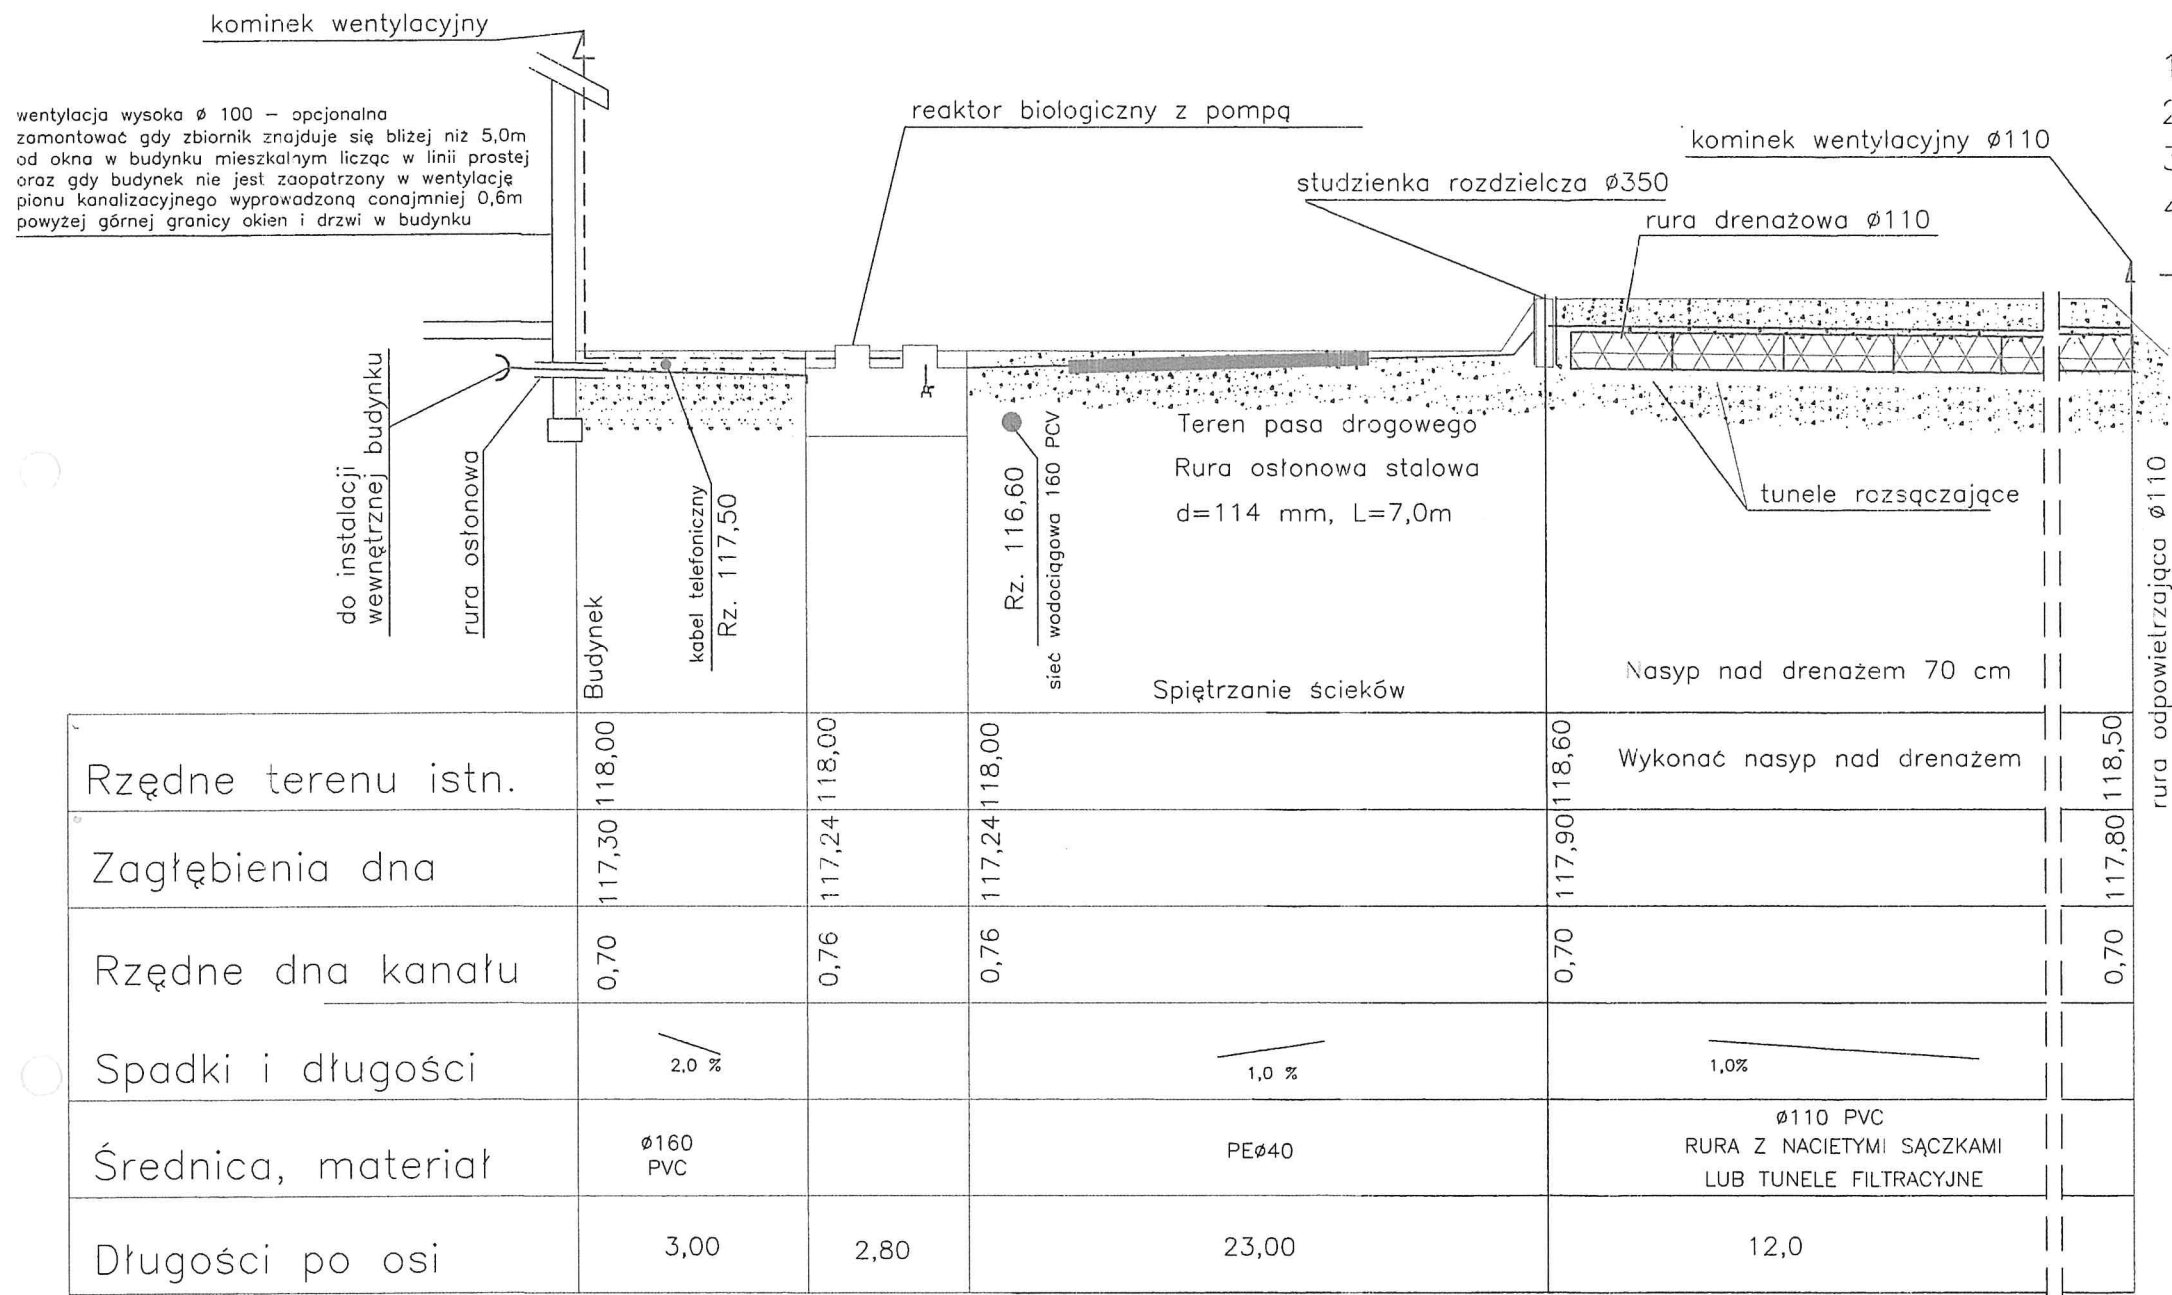 kominek wentylacyjny
wentylacja wysoka ø 100 – opcjonalna
zamontować gdy zbiornik znajduje się bliżej niż 5,0m
od okna w budynku mieszkalnym licząc w linii prostej
oraz gdy budynek nie jest zaopatrzony w wentylację
pionu kanalizacyjnego wyprowadzoną conajmniej 0,6m
powyżej górnej granicy okien i drzwi w budynku
reaktor biologiczny z pompą
kominek wentylacyjny ø110
studzienka rozdzielcza ø350
rura drenażowa ø110
1
2
3
4
do instalacji
wewnętrznej budynku
rura osłonowa
Budynek
kabel telefoniczny
Rz. 117,50
Rz. 116,60
sieć wodociągowa 160 PCV
Teren pasa drogowego
Rura osłonowa stalowa
d=114 mm, L=7,0m
tunele rozsączające
rura odpowietrzająca ø110
Spiętrzanie ścieków
Nasyp nad drenażem 70 cm
Rzędne terenu istn.
118,00
118,00
118,00
118,60
Wykonać nasyp nad drenażem
118,50
Zagłębienia dna
117,30
117,24
117,24
117,90
117,80
Rzędne dna kanału
0,70
0,76
0,76
0,70
0,70
Spadki i długości
2,0 %
1,0 %
1,0%
Średnica, materiał
ø160
PVC
PEø40
ø110 PVC
RURA Z NACIETYMI SĄCZKAMI
LUB TUNELE FILTRACYJNE
Długości po osi
3,00
2,80
23,00
12,0